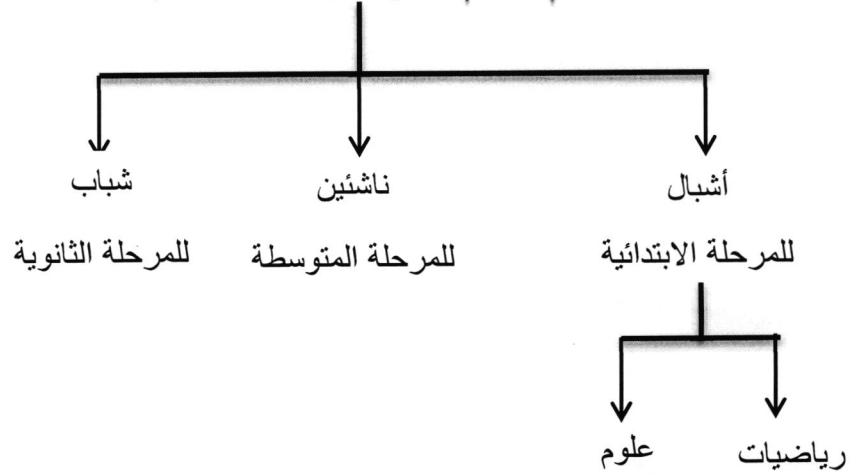 أشبال ناشئين شباب
للمرحلة الابتدائية للمرحلة المتوسطة للمرحلة الثانوية
رياضيات علوم